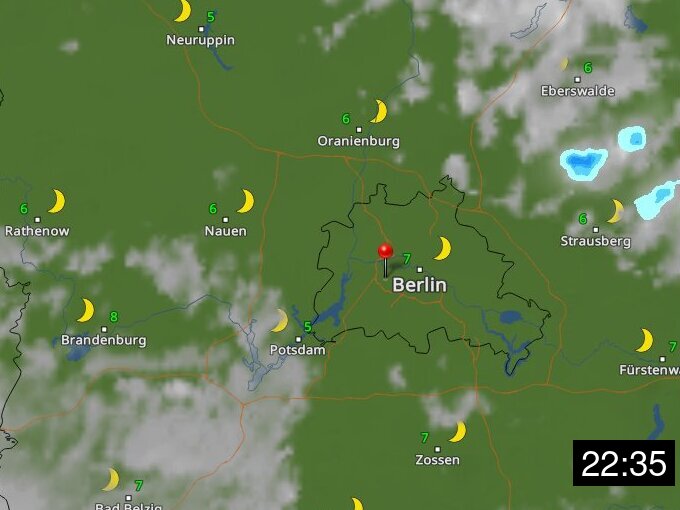 5
Neuruppin
6
Eberswalde
6
Oranienburg
6
Rathenow
6
Nauen
6
Strausberg
7
Berlin
8
Brandenburg
5
Potsdam
7
Fürstenwa
7
Zossen
22:35
7
Bad Belzig